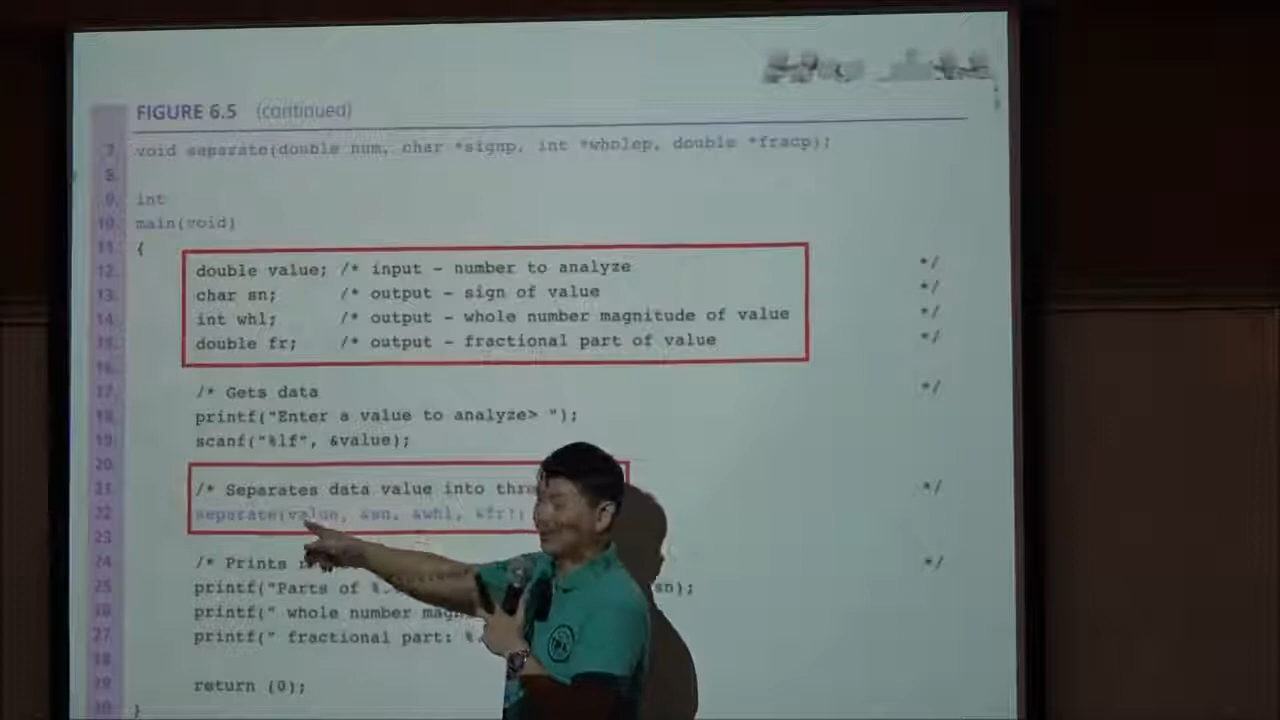 FIGURE 6.5 (continued)
7. void separate(double num, char *signp, int *wholep, double *fracp);
8.
9. int
10. main(void)
11. {
12. double value; /* input - number to analyze */
13. char sn; /* output - sign of value */
14. int whl; /* output - whole number magnitude of value */
15. double fr; /* output - fractional part of value */
16.
17. /* Gets data */
18. printf("Enter a value to analyze> ");
19. scanf("%lf", &value);
20.
21 /* Separates data value into */
22 separate(value, &sn, &whl, &fr);
23
24 /* Prints */
25 printf("Parts of sn);
26 printf(" whole number
27 printf(" fractional part:
return (0);
}